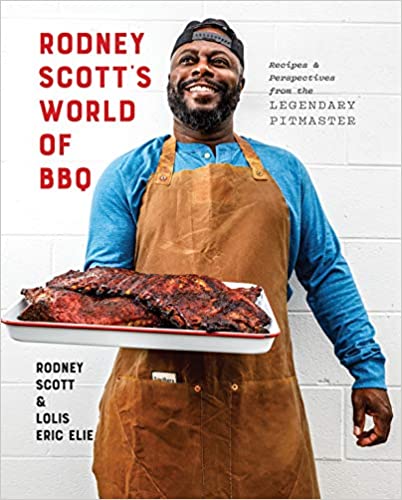 RODNEY
SCOTT'S
WORLD
OF
BBQ
Recipes &
Perspectives
from the
LEGENDARY
PITMASTER
RODNEY
SCOTT
&
LOLIS
ERIC ELIE